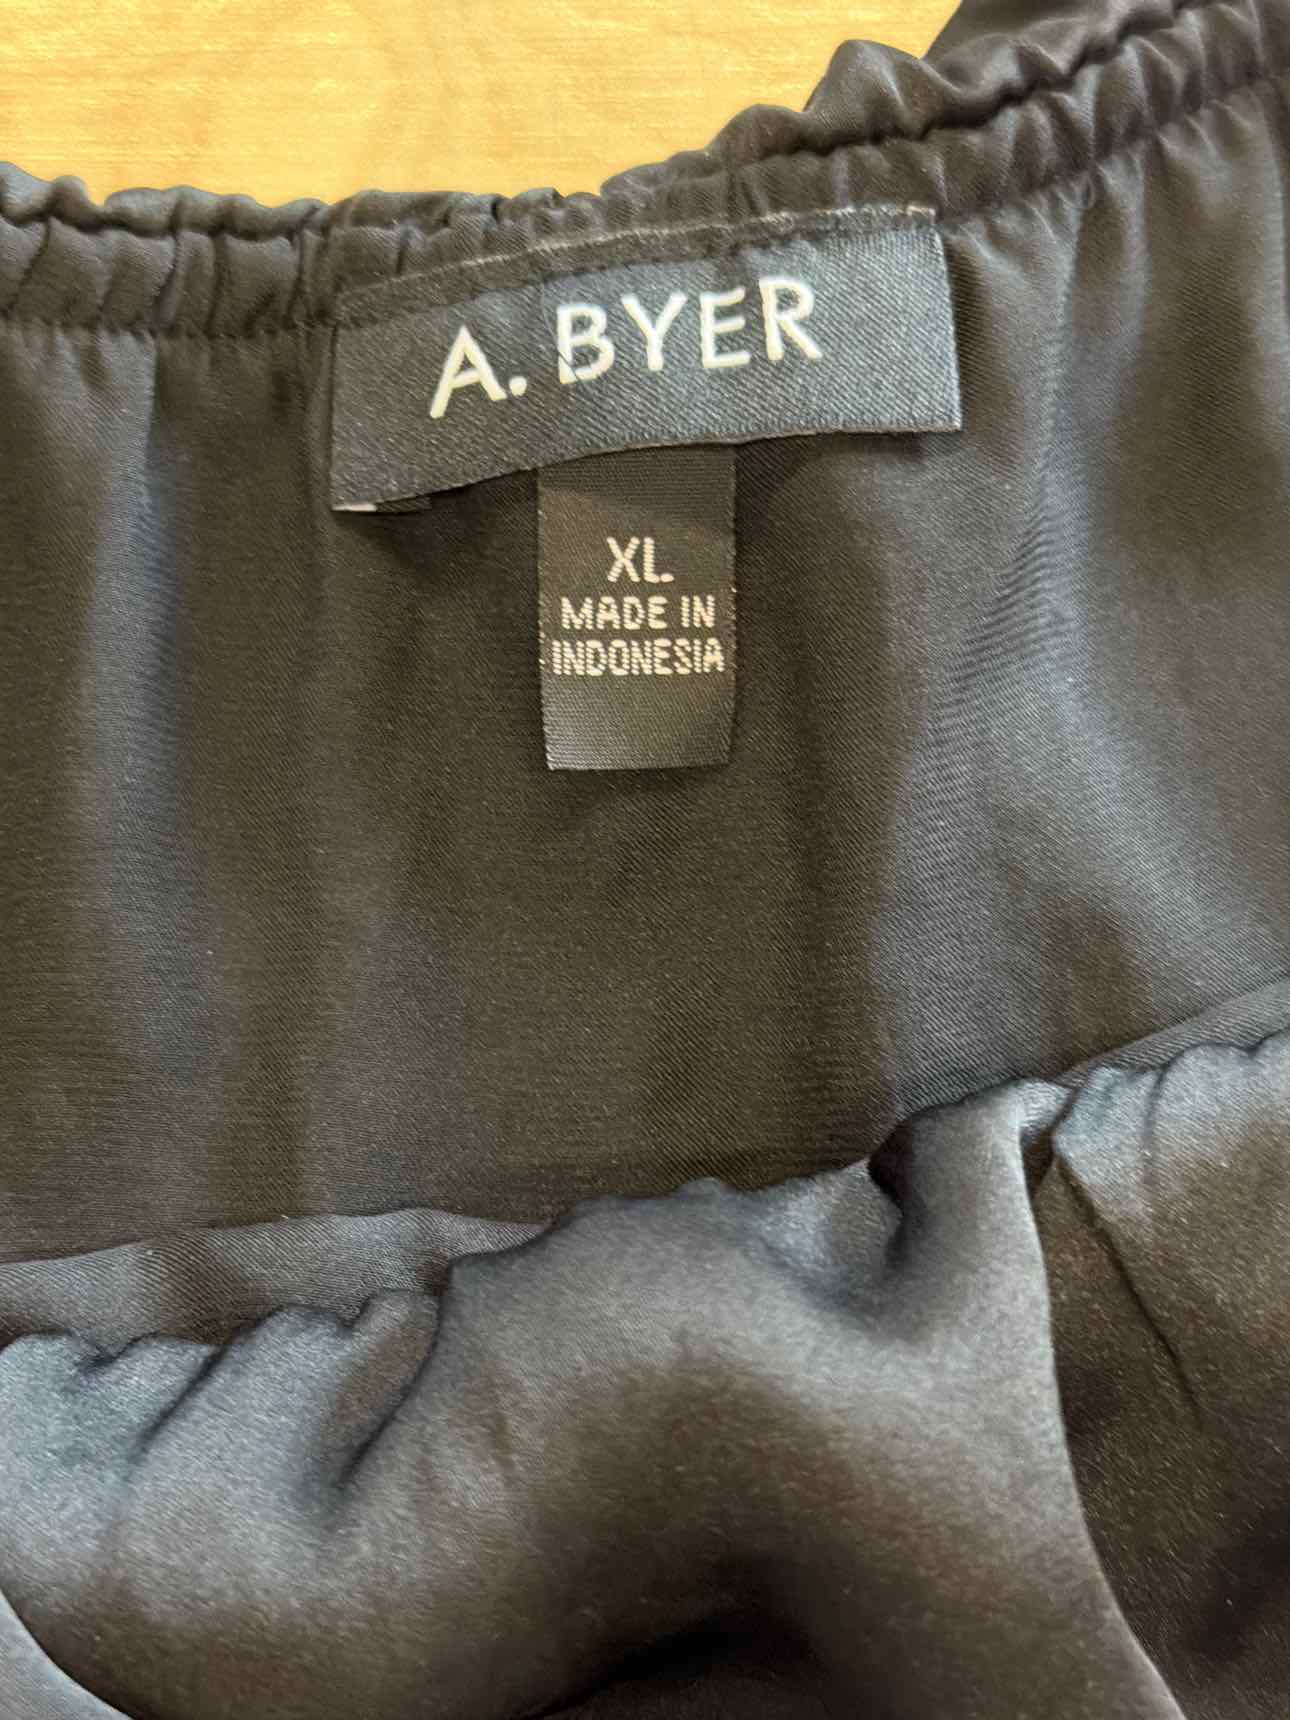 A. BYER
XL
MADE IN
INDONESIA